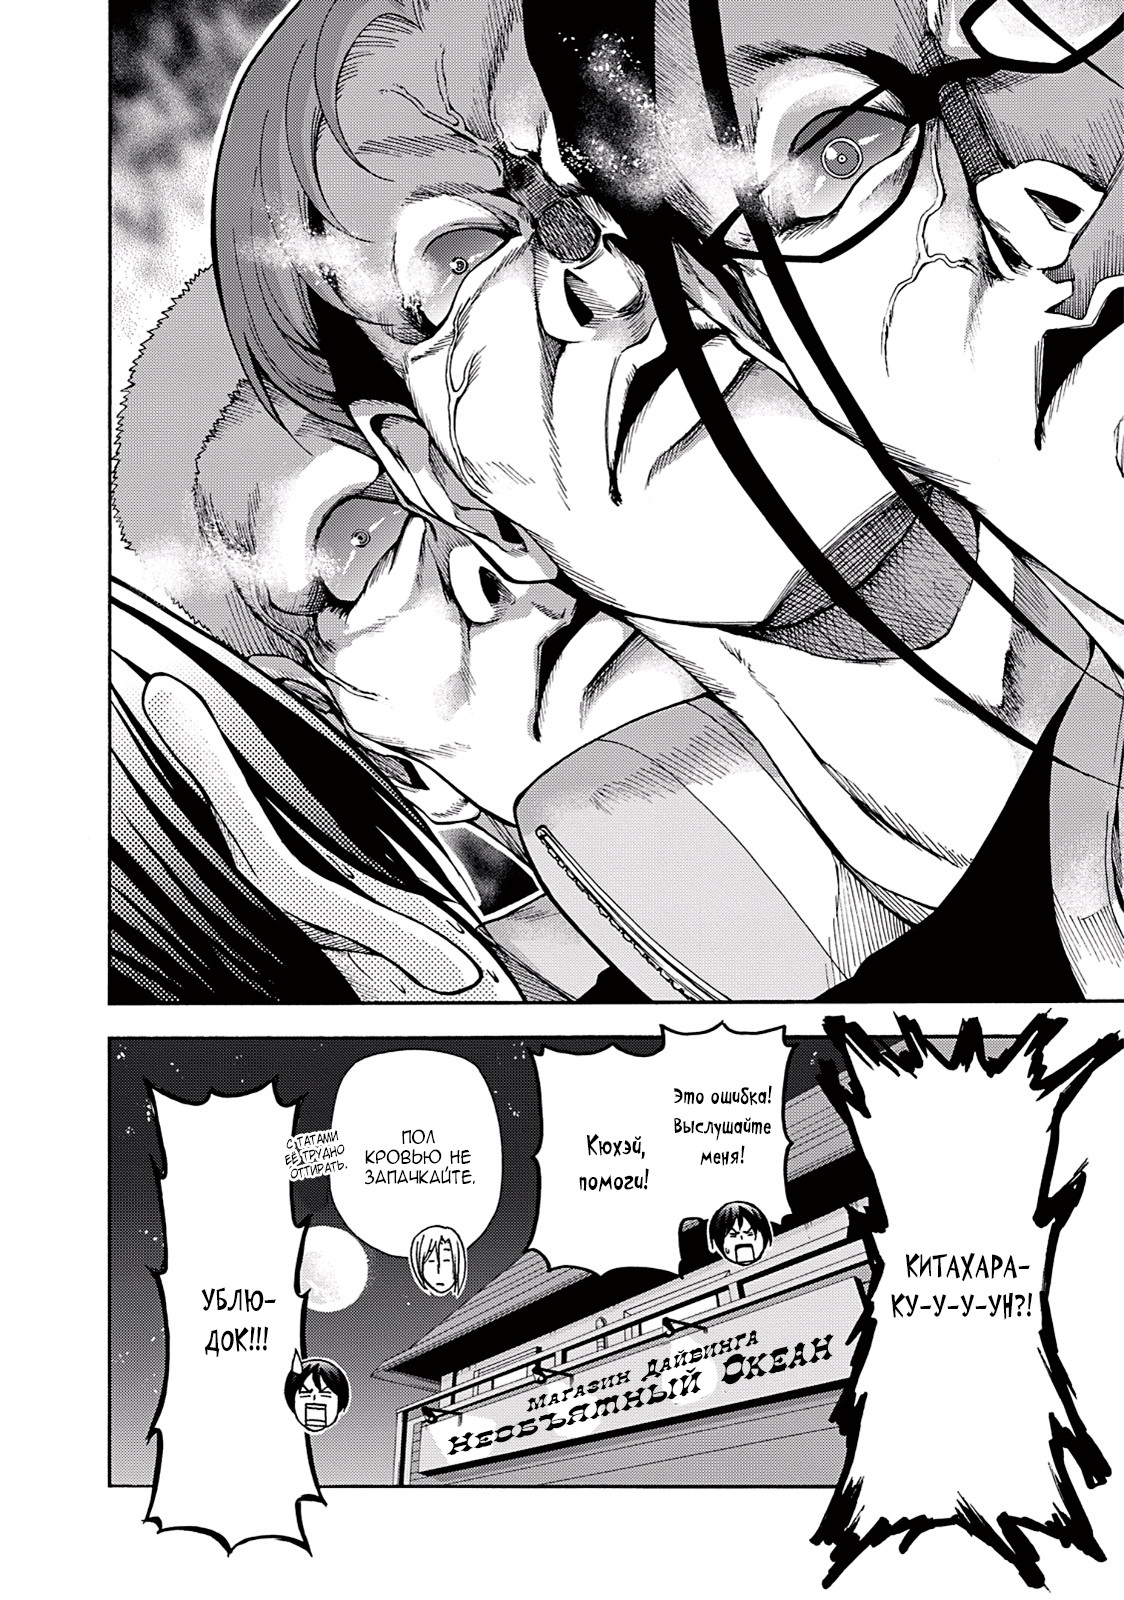 КИТАХАРА-
КУ-У-У-УН?!
Это ошибка!
Выслушайте
меня!
Кюхэй,
помоги!
ПОЛ
КРОВЬЮ НЕ
ЗАПАЧКАЙТЕ.
С ТАТАМИ
ЕЁ ТРУДНО
ОТТИРАТЬ.
УБЛЮ-
ДОК!!!
МАГАЗИН ДАЙВИНГА
НЕОБЪЯТНЫЙ ОКЕАН